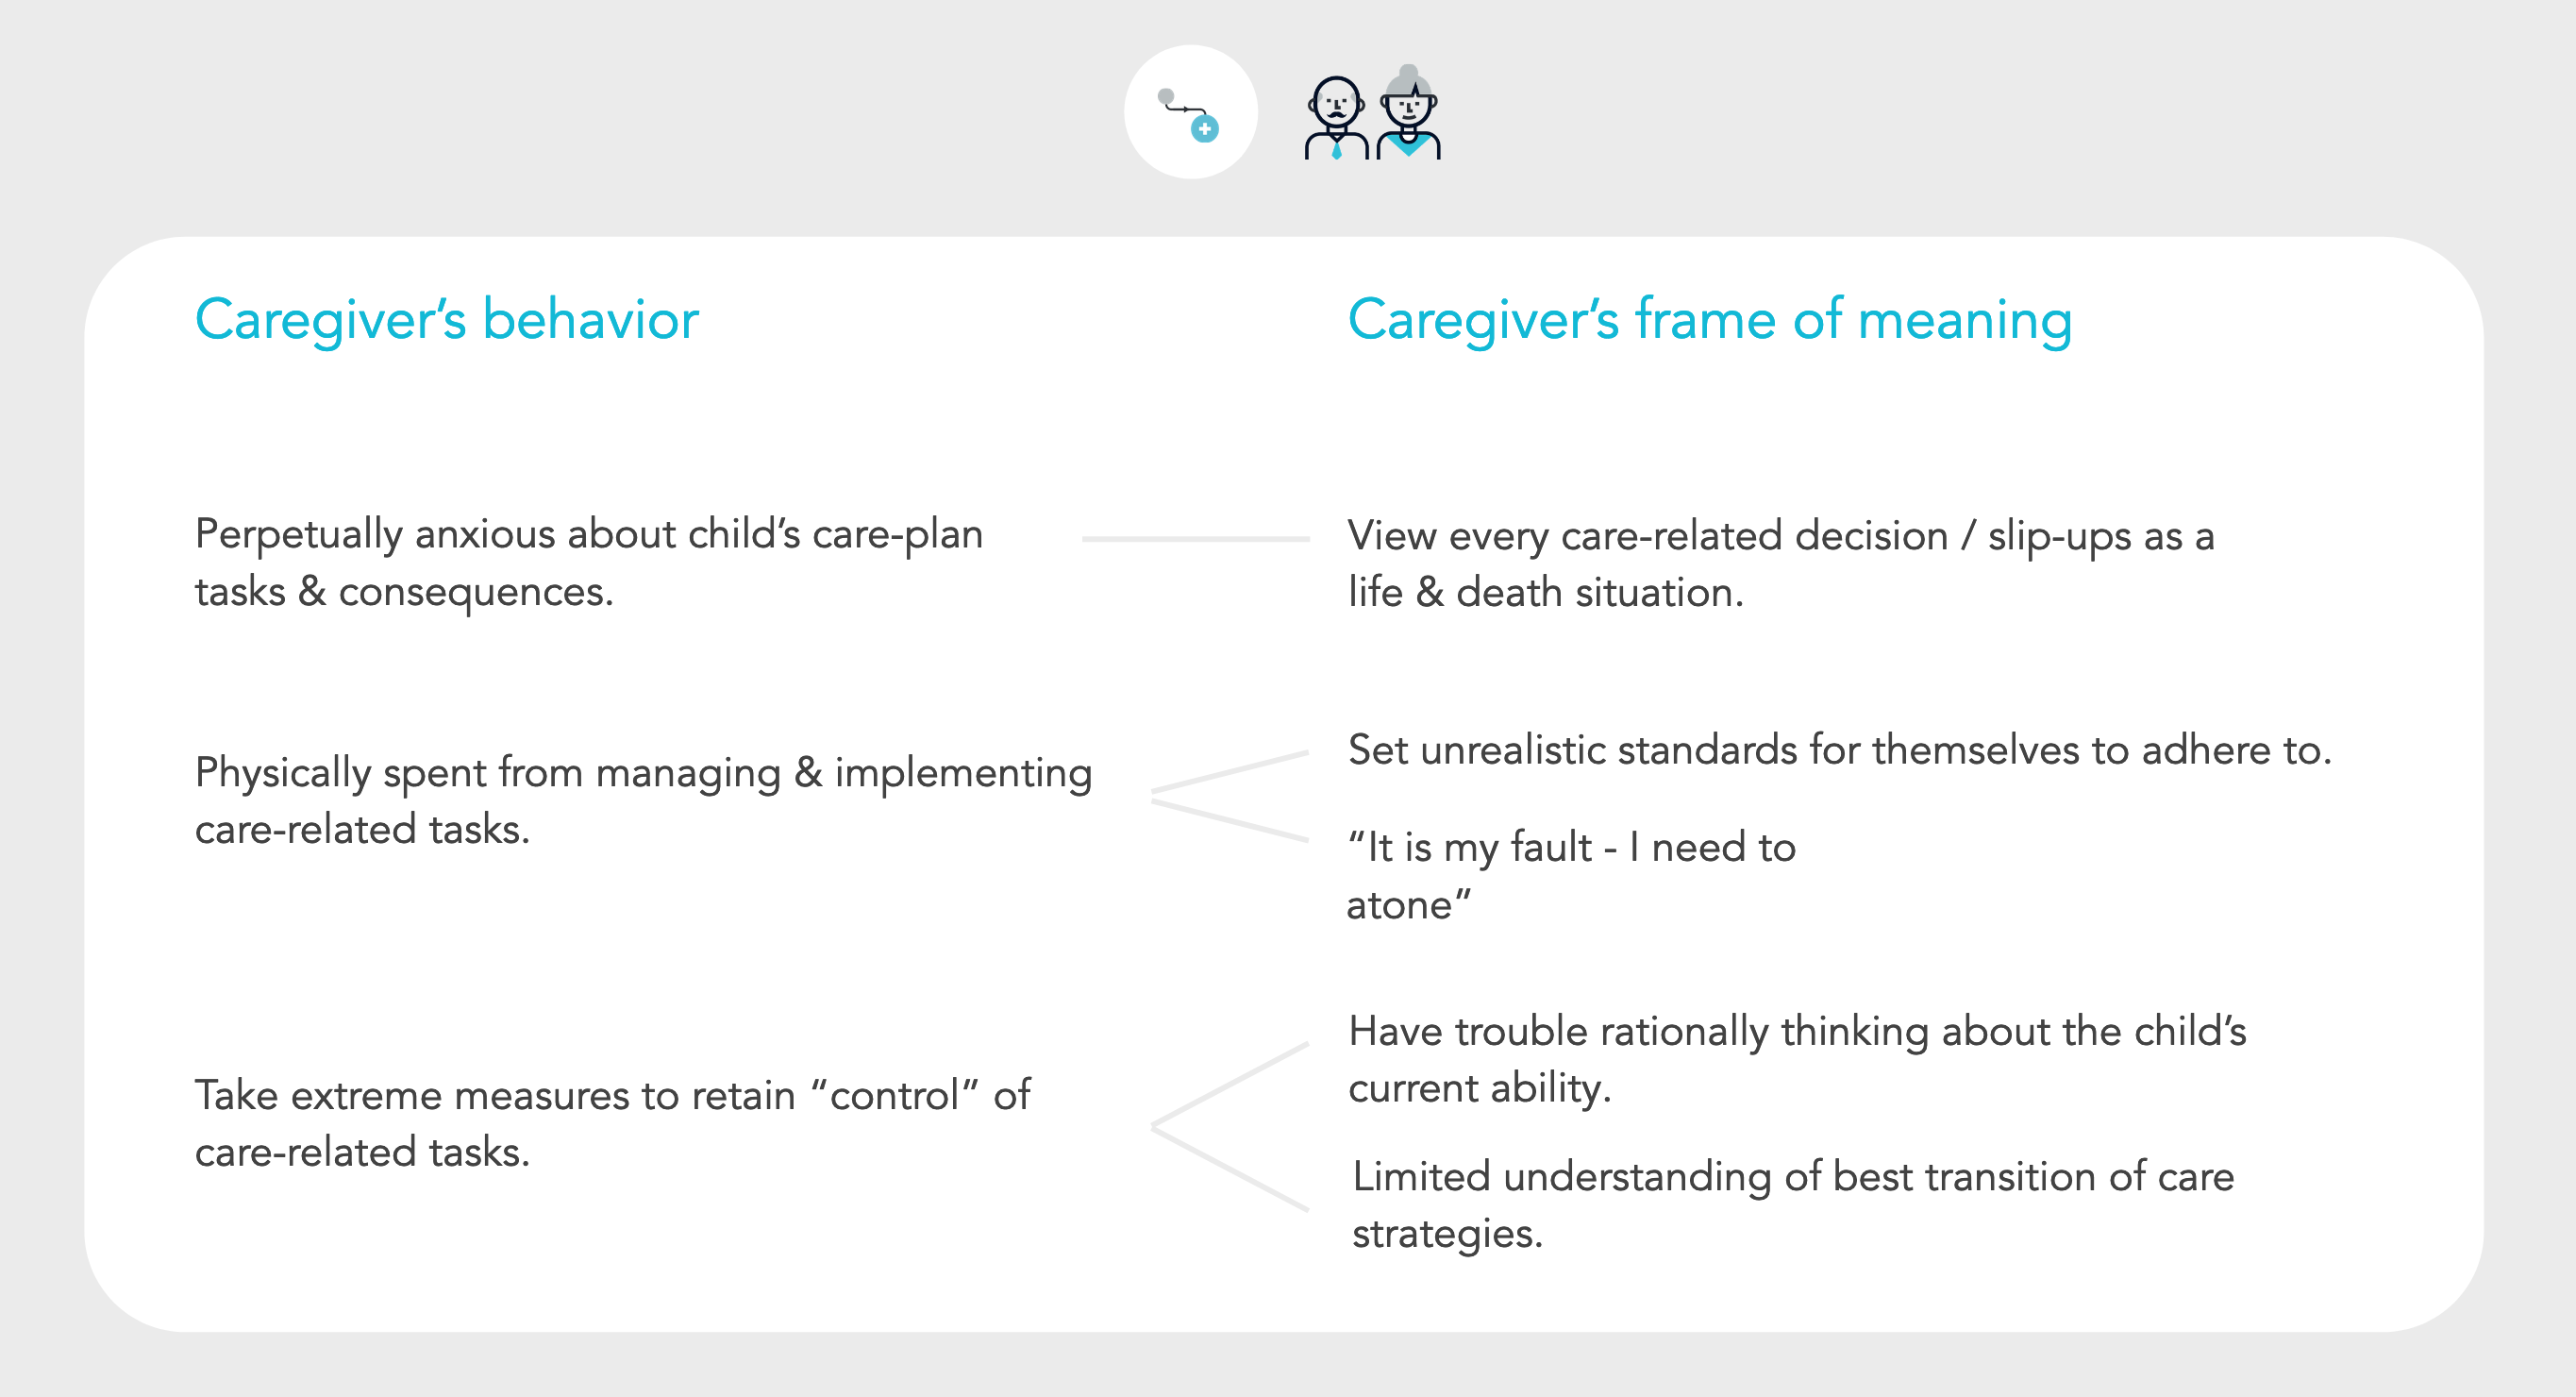 Caregiver’s behavior
Caregiver’s frame of meaning
Perpetually anxious about child’s care-plan
tasks & consequences.
View every care-related decision / slip-ups as a
life & death situation.
Physically spent from managing & implementing
care-related tasks.
Set unrealistic standards for themselves to adhere to.
“It is my fault - I need to
atone”
Take extreme measures to retain “control” of
care-related tasks.
Have trouble rationally thinking about the child’s
current ability.
Limited understanding of best transition of care
strategies.